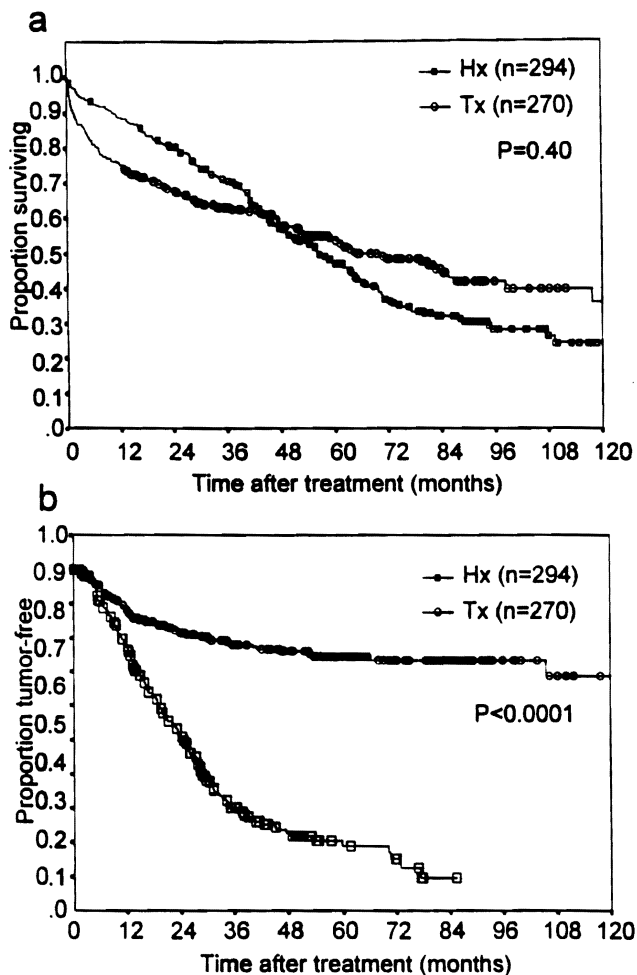 a
Hx (n=294)
Tx (n=270)
P=0.40
Proportion surviving
1.0
0.9
0.8
0.7
0.6
0.5
0.4
0.3
0.2
0.1
.0
0 12 24 36 48 60 72 84 96 108 120
Time after treatment (months)
b
Hx (n=294)
Tx (n=270)
P<0.0001
Proportion tumor-free
1.0
0.9
0.8
0.7
0.6
0.5
0.4
0.3
0.2
0.1
.0
0 12 24 36 48 60 72 84 96 108 120
Time after treatment (months)